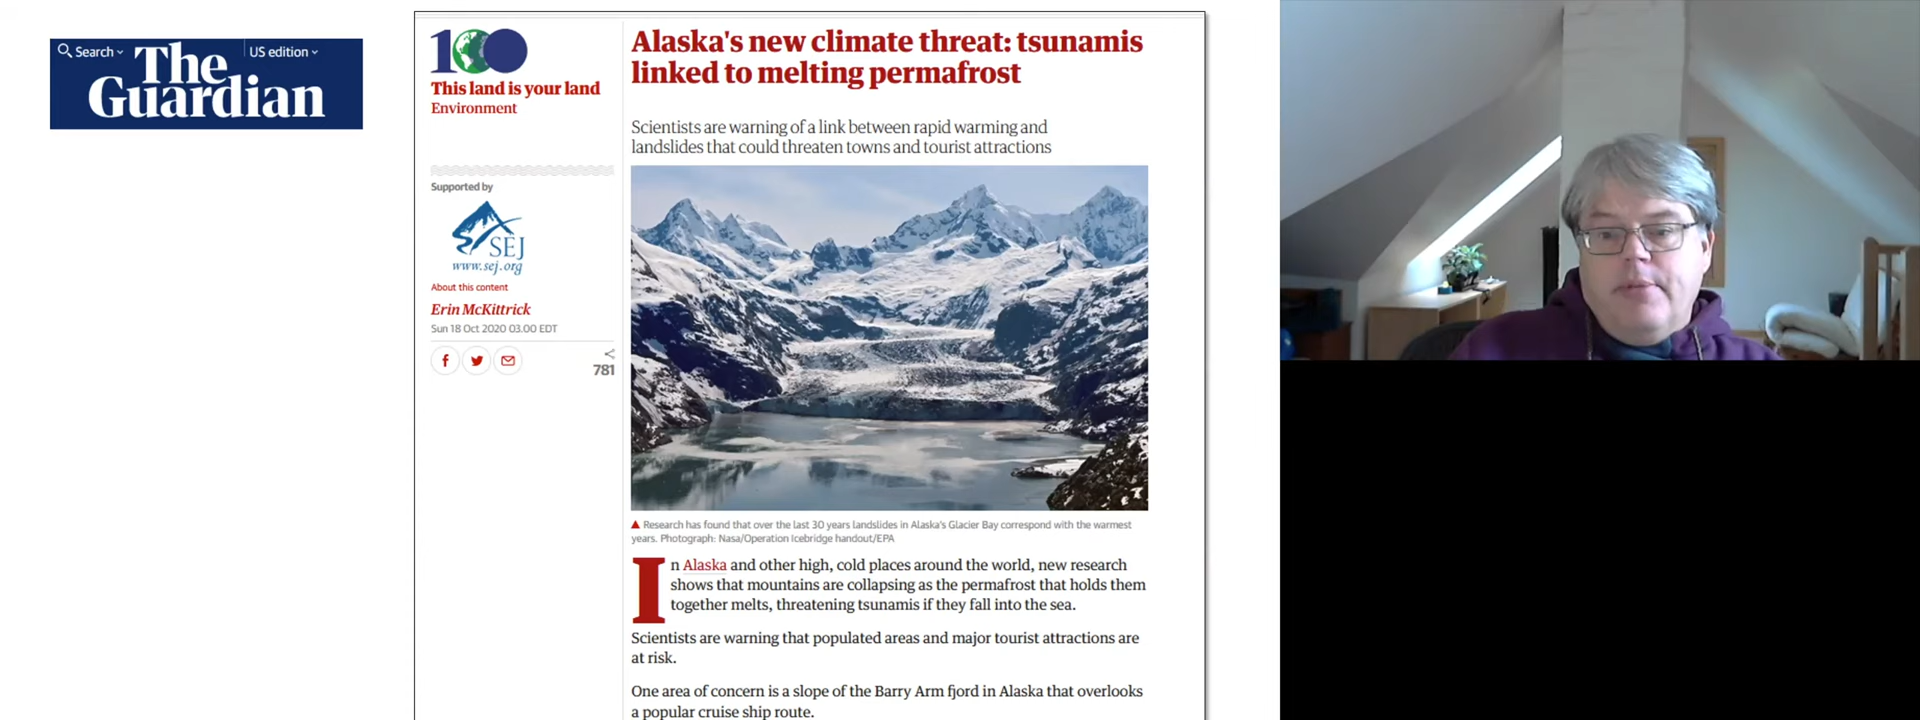 Search
US edition
The
Guardian
100
This land is your land
Environment
Supported by
SEJ
www.sej.org
About this content
Erin McKittrick
Sun 18 Oct 2020 03.00 EDT
f
781
Alaska's new climate threat: tsunamis
linked to melting permafrost
Scientists are warning of a link between rapid warming and
landslides that could threaten towns and tourist attractions
Research has found that over the last 30 years landslides in Alaska's Glacier Bay correspond with the warmest
years. Photograph: Nasa/Operation Icebridge handout/EPA
In Alaska and other high, cold places around the world, new research
shows that mountains are collapsing as the permafrost that holds them
together melts, threatening tsunamis if they fall into the sea.
Scientists are warning that populated areas and major tourist attractions are
at risk.
One area of concern is a slope of the Barry Arm fjord in Alaska that overlooks
a popular cruise ship route.